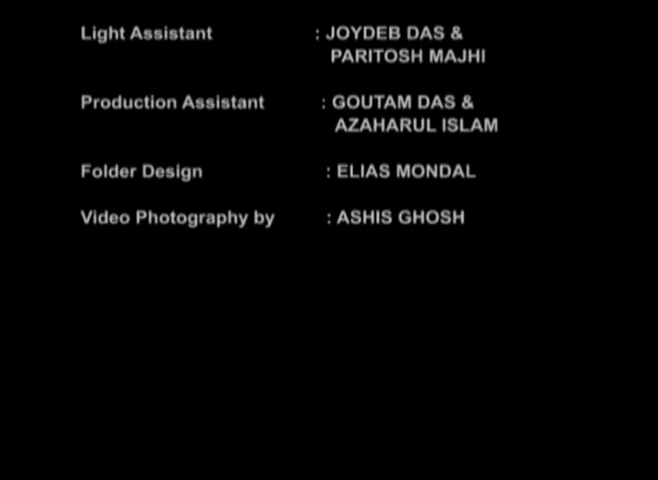 Light Assistant : JOYDEB DAS &
PARITOSH MAJHI
Production Assistant : GOUTAM DAS &
AZAHARUL ISLAM
Folder Design : ELIAS MONDAL
Video Photography by : ASHIS GHOSH